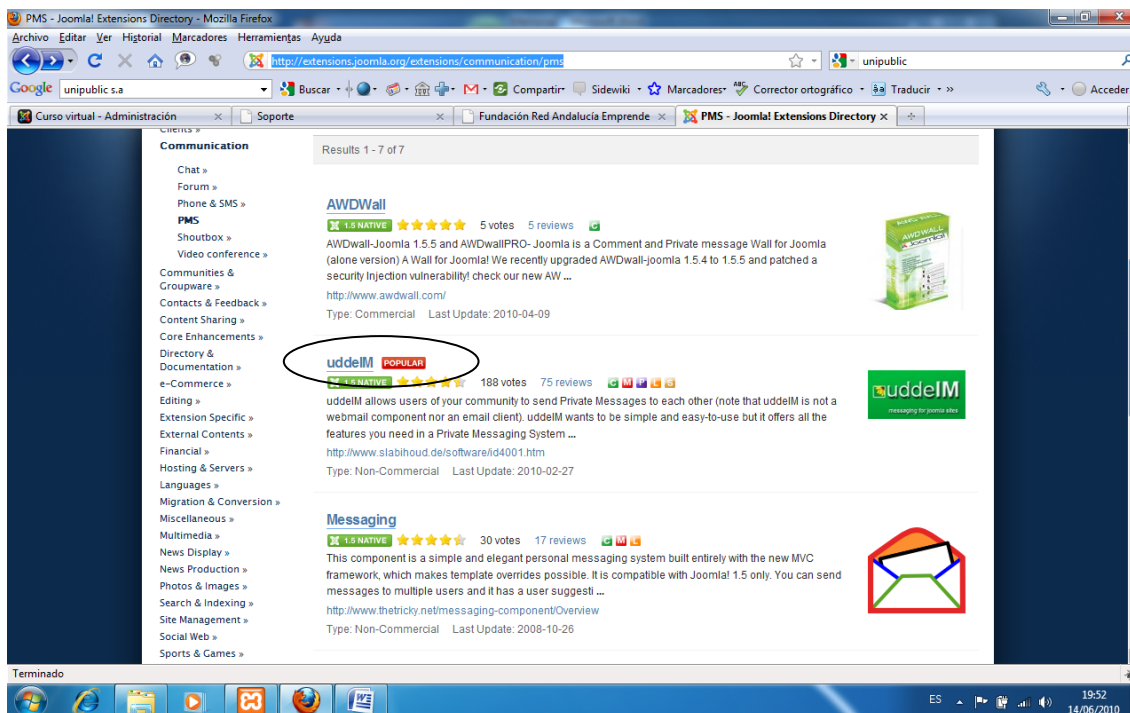 PMS - Joomla! Extensions Directory - Mozilla Firefox
Archivo Editar Ver Historial Marcadores Herramientas Ayuda
http://extensions.joomla.org/extensions/communication/pms
unipublic
Google unipublic s.a Buscar Compartir Sidewiki Marcadores Corrector ortográfico Traducir » Acceder
Curso virtual - Administración Soporte Fundación Red Andalucía Emprende PMS - Joomla! Extensions Directory
Clients »
Communication
Chat »
Forum »
Phone & SMS »
PMS
Shoutbox »
Video conference »
Communities &
Groupware »
Contacts & Feedback »
Content Sharing »
Core Enhancements »
Directory &
Documentation »
e-Commerce »
Editing »
Extension Specific »
External Contents »
Financial »
Hosting & Servers »
Languages »
Migration & Conversion »
Miscellaneous »
Multimedia »
News Display »
News Production »
Photos & Images »
Search & Indexing »
Site Management »
Social Web »
Sports & Games »
Results 1 - 7 of 7
AWDWall
1.5 NATIVE 5 votes 5 reviews C
AWDwall-Joomla 1.5.5 and AWDwallPRO- Joomla is a Comment and Private message Wall for Joomla
(alone version) A Wall for Joomla! We recently upgraded AWDwall-joomla 1.5.4 to 1.5.5 and patched a
security Injection vulnerability! check our new AW ...
http://www.awdwall.com/
Type: Commercial Last Update: 2010-04-09
AWDWALL
uddeIM POPULAR
1.5 NATIVE 188 votes 75 reviews C M P L S
uddeIM allows users of your community to send Private Messages to each other (note that uddeIM is not a
webmail component nor an email client). uddeIM wants to be simple and easy-to-use but it offers all the
features you need in a Private Messaging System ...
http://www.slabihoud.de/software/id4001.htm
Type: Non-Commercial Last Update: 2010-02-27
uddeIM
messaging for joomla sites
Messaging
1.5 NATIVE 30 votes 17 reviews C M L
This component is a simple and elegant personal messaging system built entirely with the new MVC
framework, which makes template overrides possible. It is compatible with Joomla! 1.5 only. You can send
messages to multiple users and it has a user suggesti ...
http://www.thetricky.net/messaging-component/Overview
Type: Non-Commercial Last Update: 2008-10-26
Terminado
ES
19:52
14/06/2010